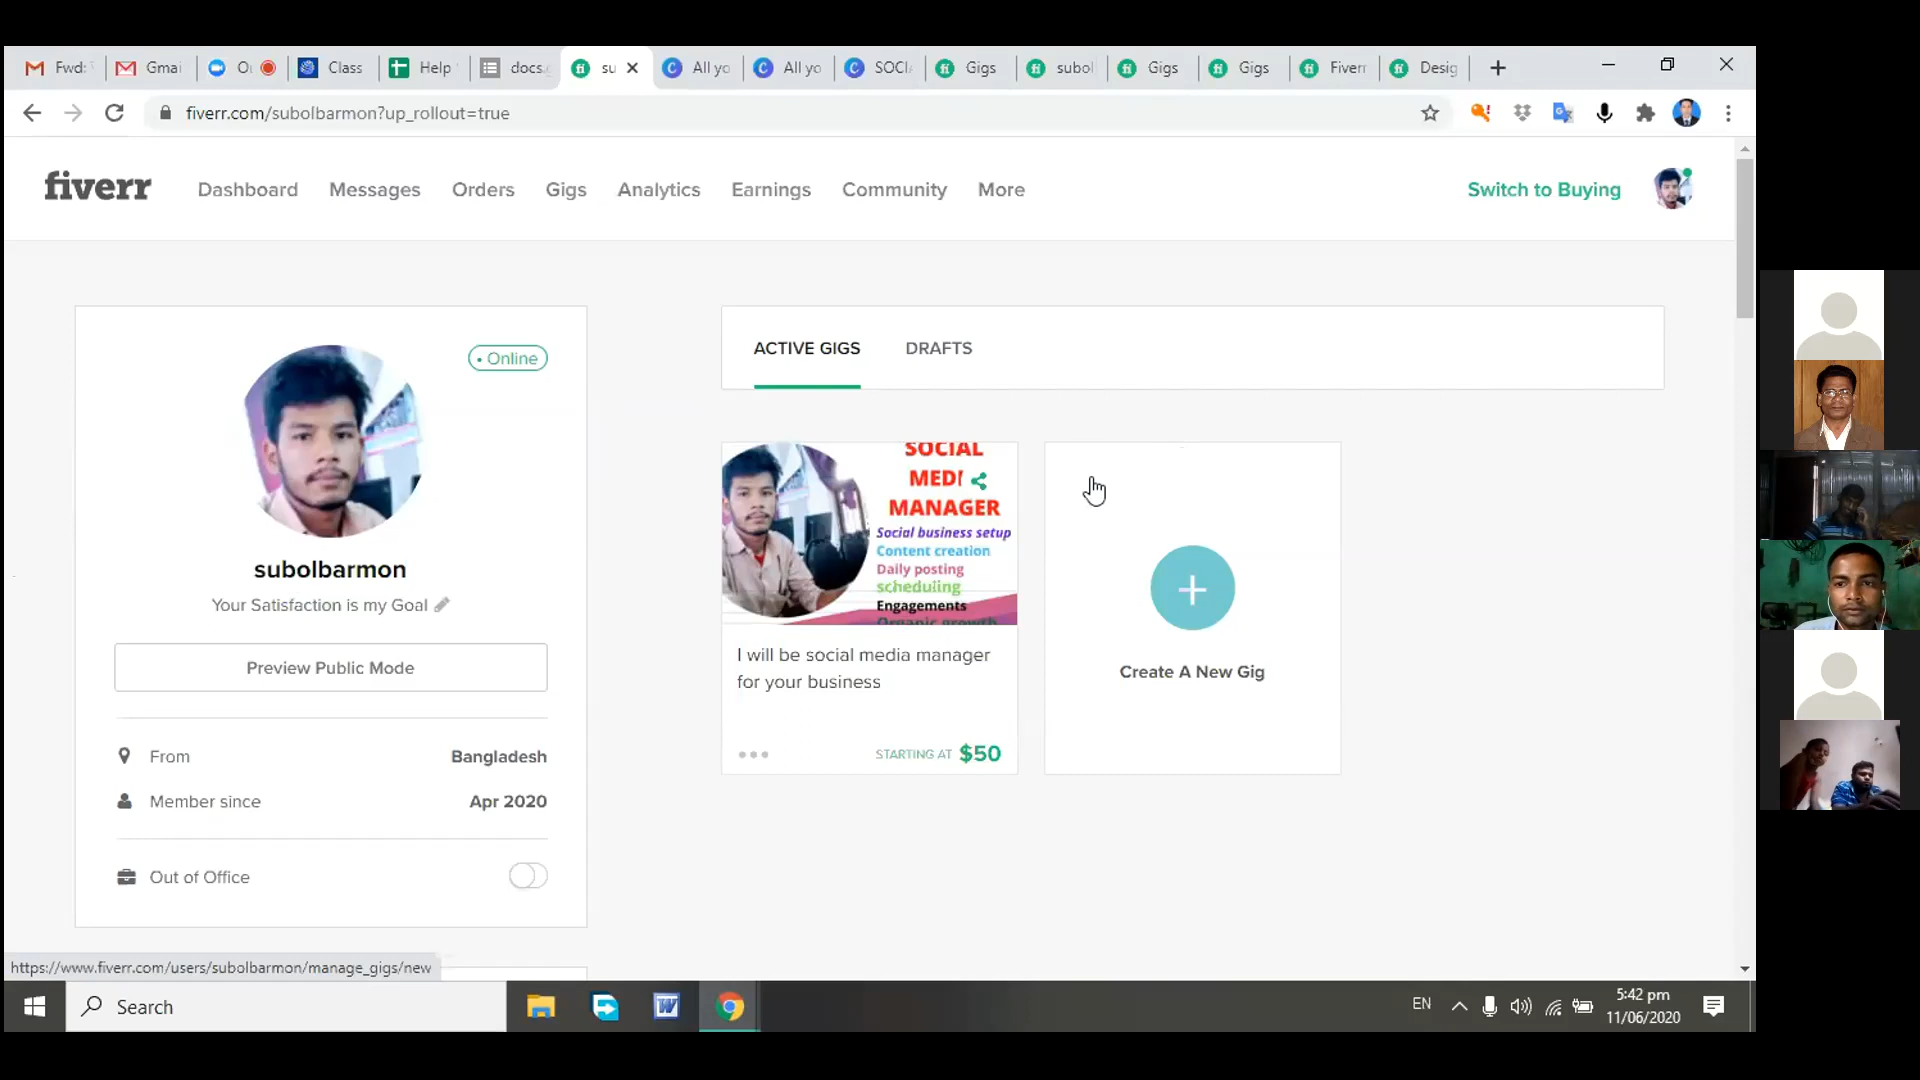 Fwd:
Gmai
Class
Help
docs.
su
All yo
All yo
SOCI
Gigs
subol
Gigs
Gigs
Fiverr
Desig
fiverr.com/subolbarmon?up_rollout=true
fiverr
Dashboard
Messages
Orders
Gigs
Analytics
Earnings
Community
More
Switch to Buying
• Online
subolbarmon
Your Satisfaction is my Goal
Preview Public Mode
From Bangladesh
Member since Apr 2020
Out of Office
ACTIVE GIGS
DRAFTS
SOCIAL
MEDI
MANAGER
Social business setup
Content creation
Daily posting
scheduling
Engagements
Organic growth
I will be social media manager
for your business
STARTING AT $50
Create A New Gig
https://www.fiverr.com/users/subolbarmon/manage_gigs/new
Search
EN
5:42 pm
11/06/2020